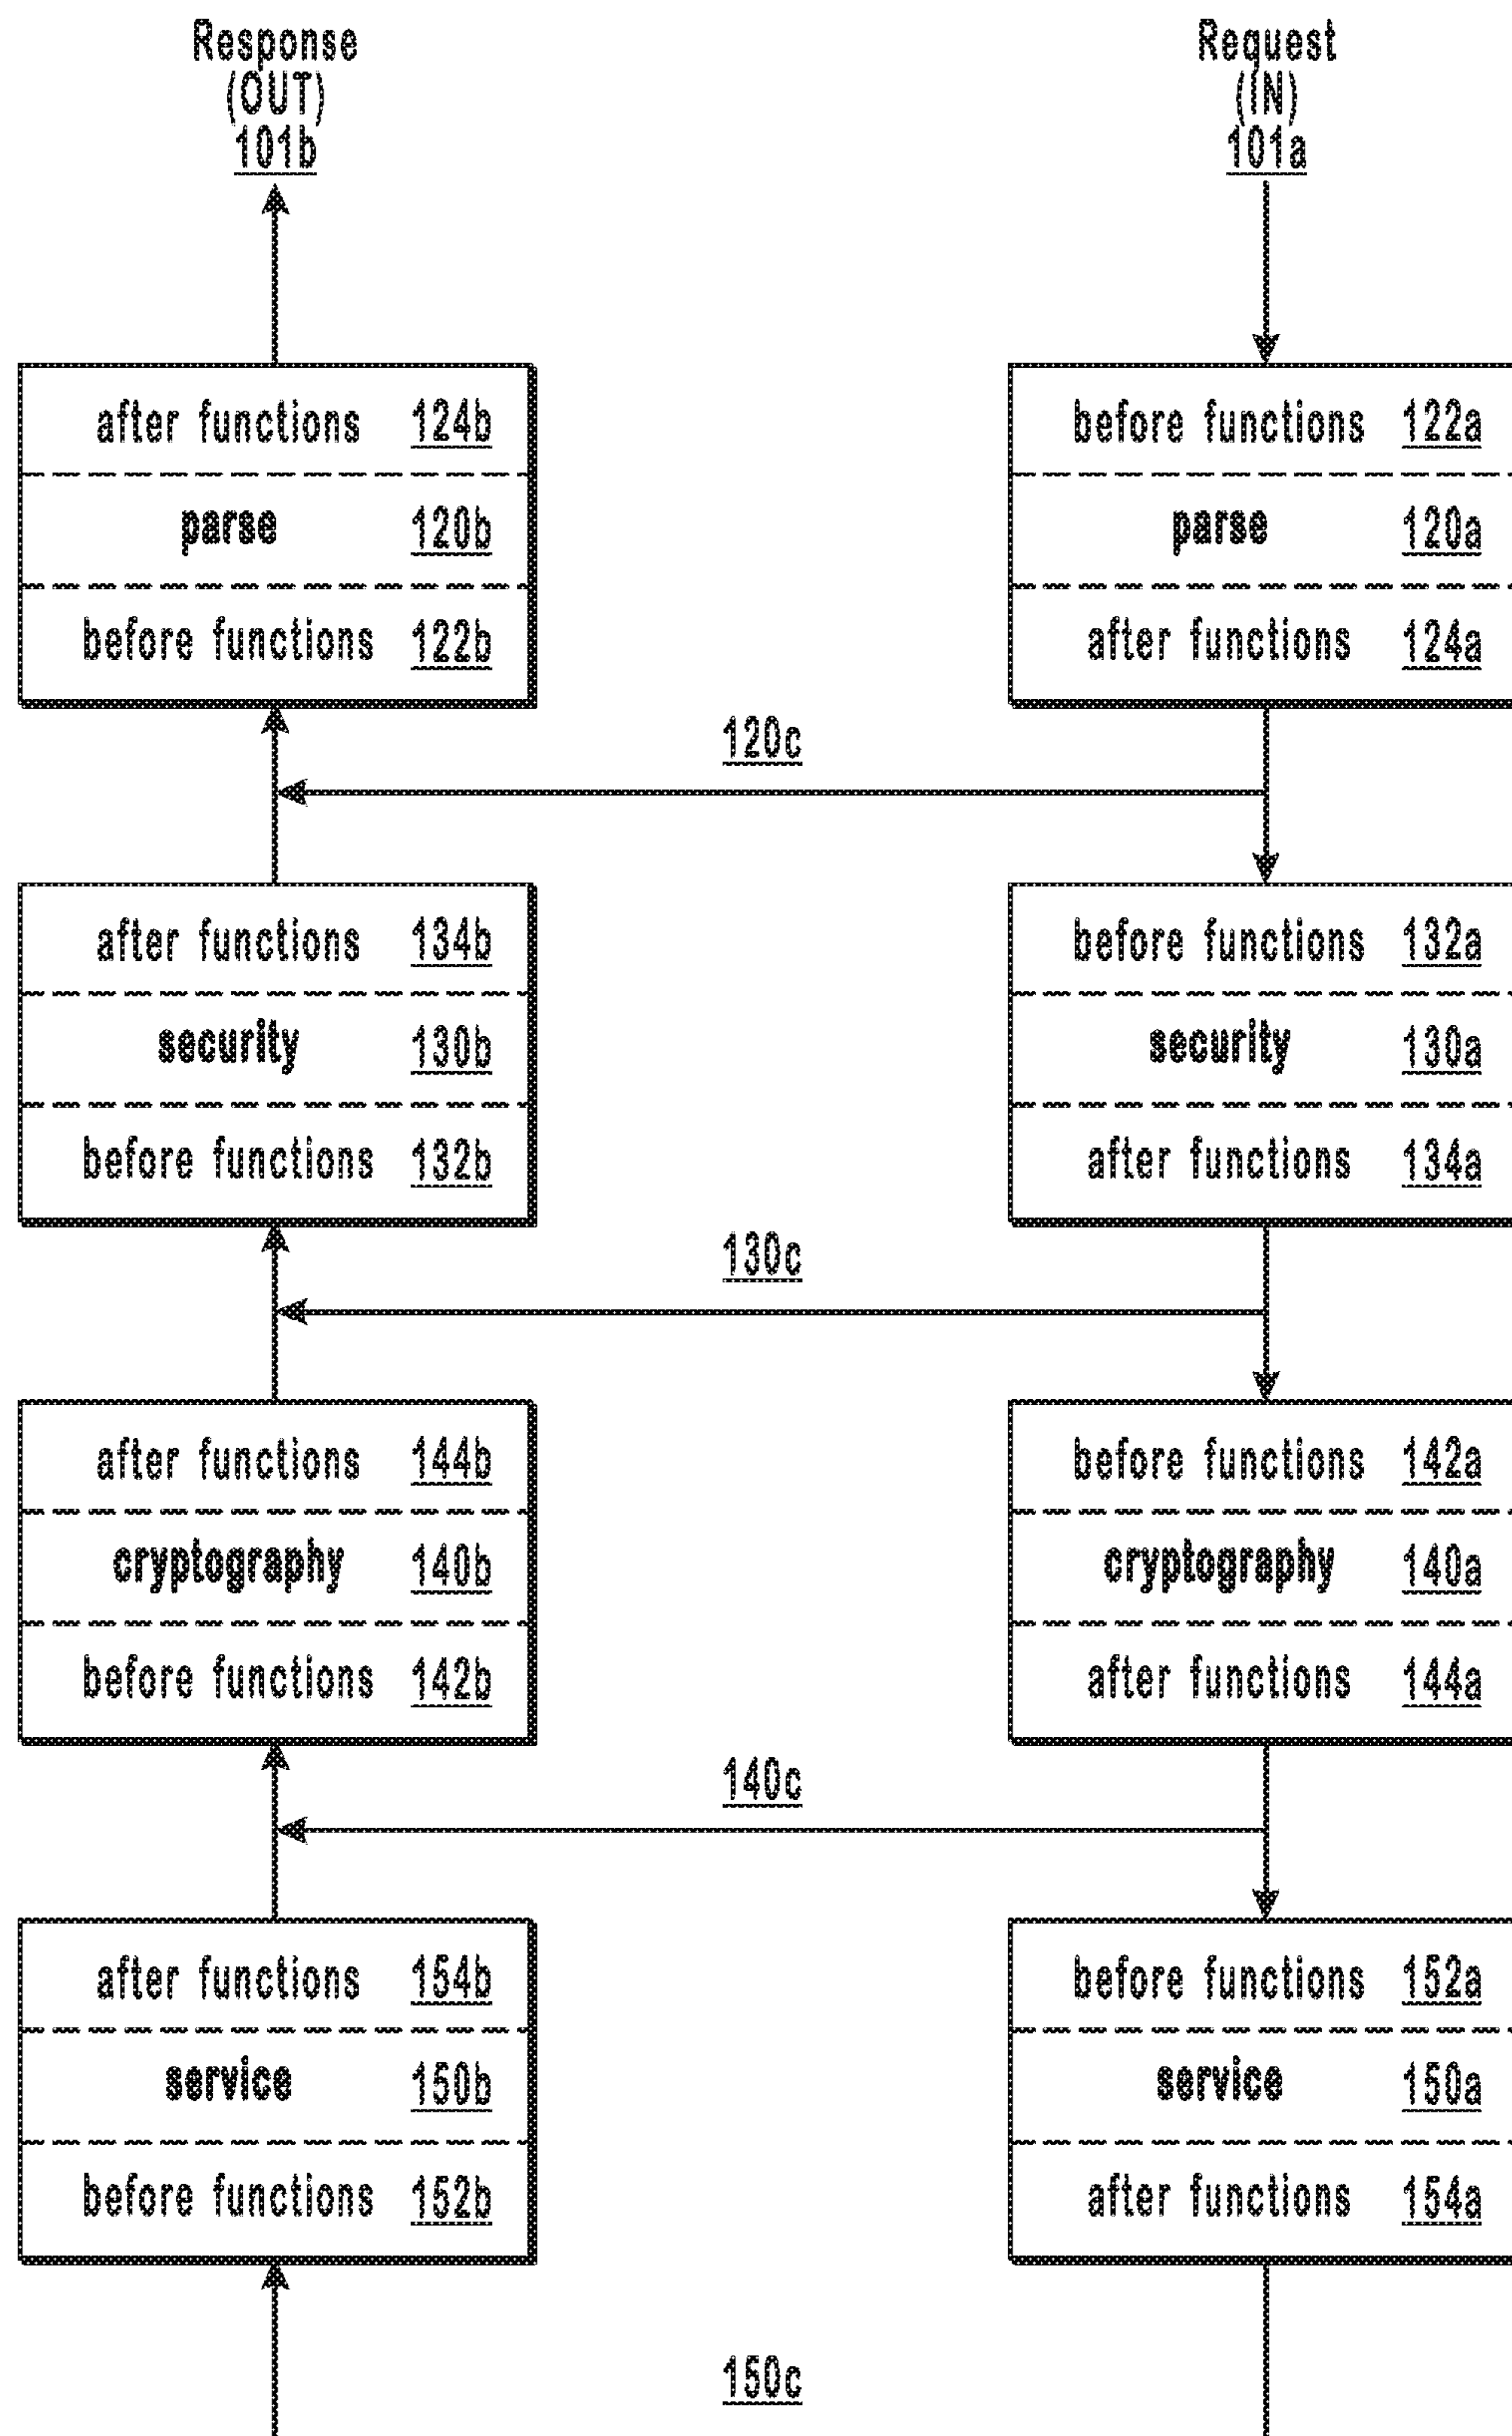 Response
(OUT)
101b
Request
(IN)
101a
after functions 124b
parse 120b
before functions 122b
before functions 122a
parse 120a
after functions 124a
120c
after functions 134b
security 130b
before functions 132b
before functions 132a
security 130a
after functions 134a
130c
after functions 144b
cryptography 140b
before functions 142b
before functions 142a
cryptography 140a
after functions 144a
140c
after functions 154b
service 150b
before functions 152b
before functions 152a
service 150a
after functions 154a
150c